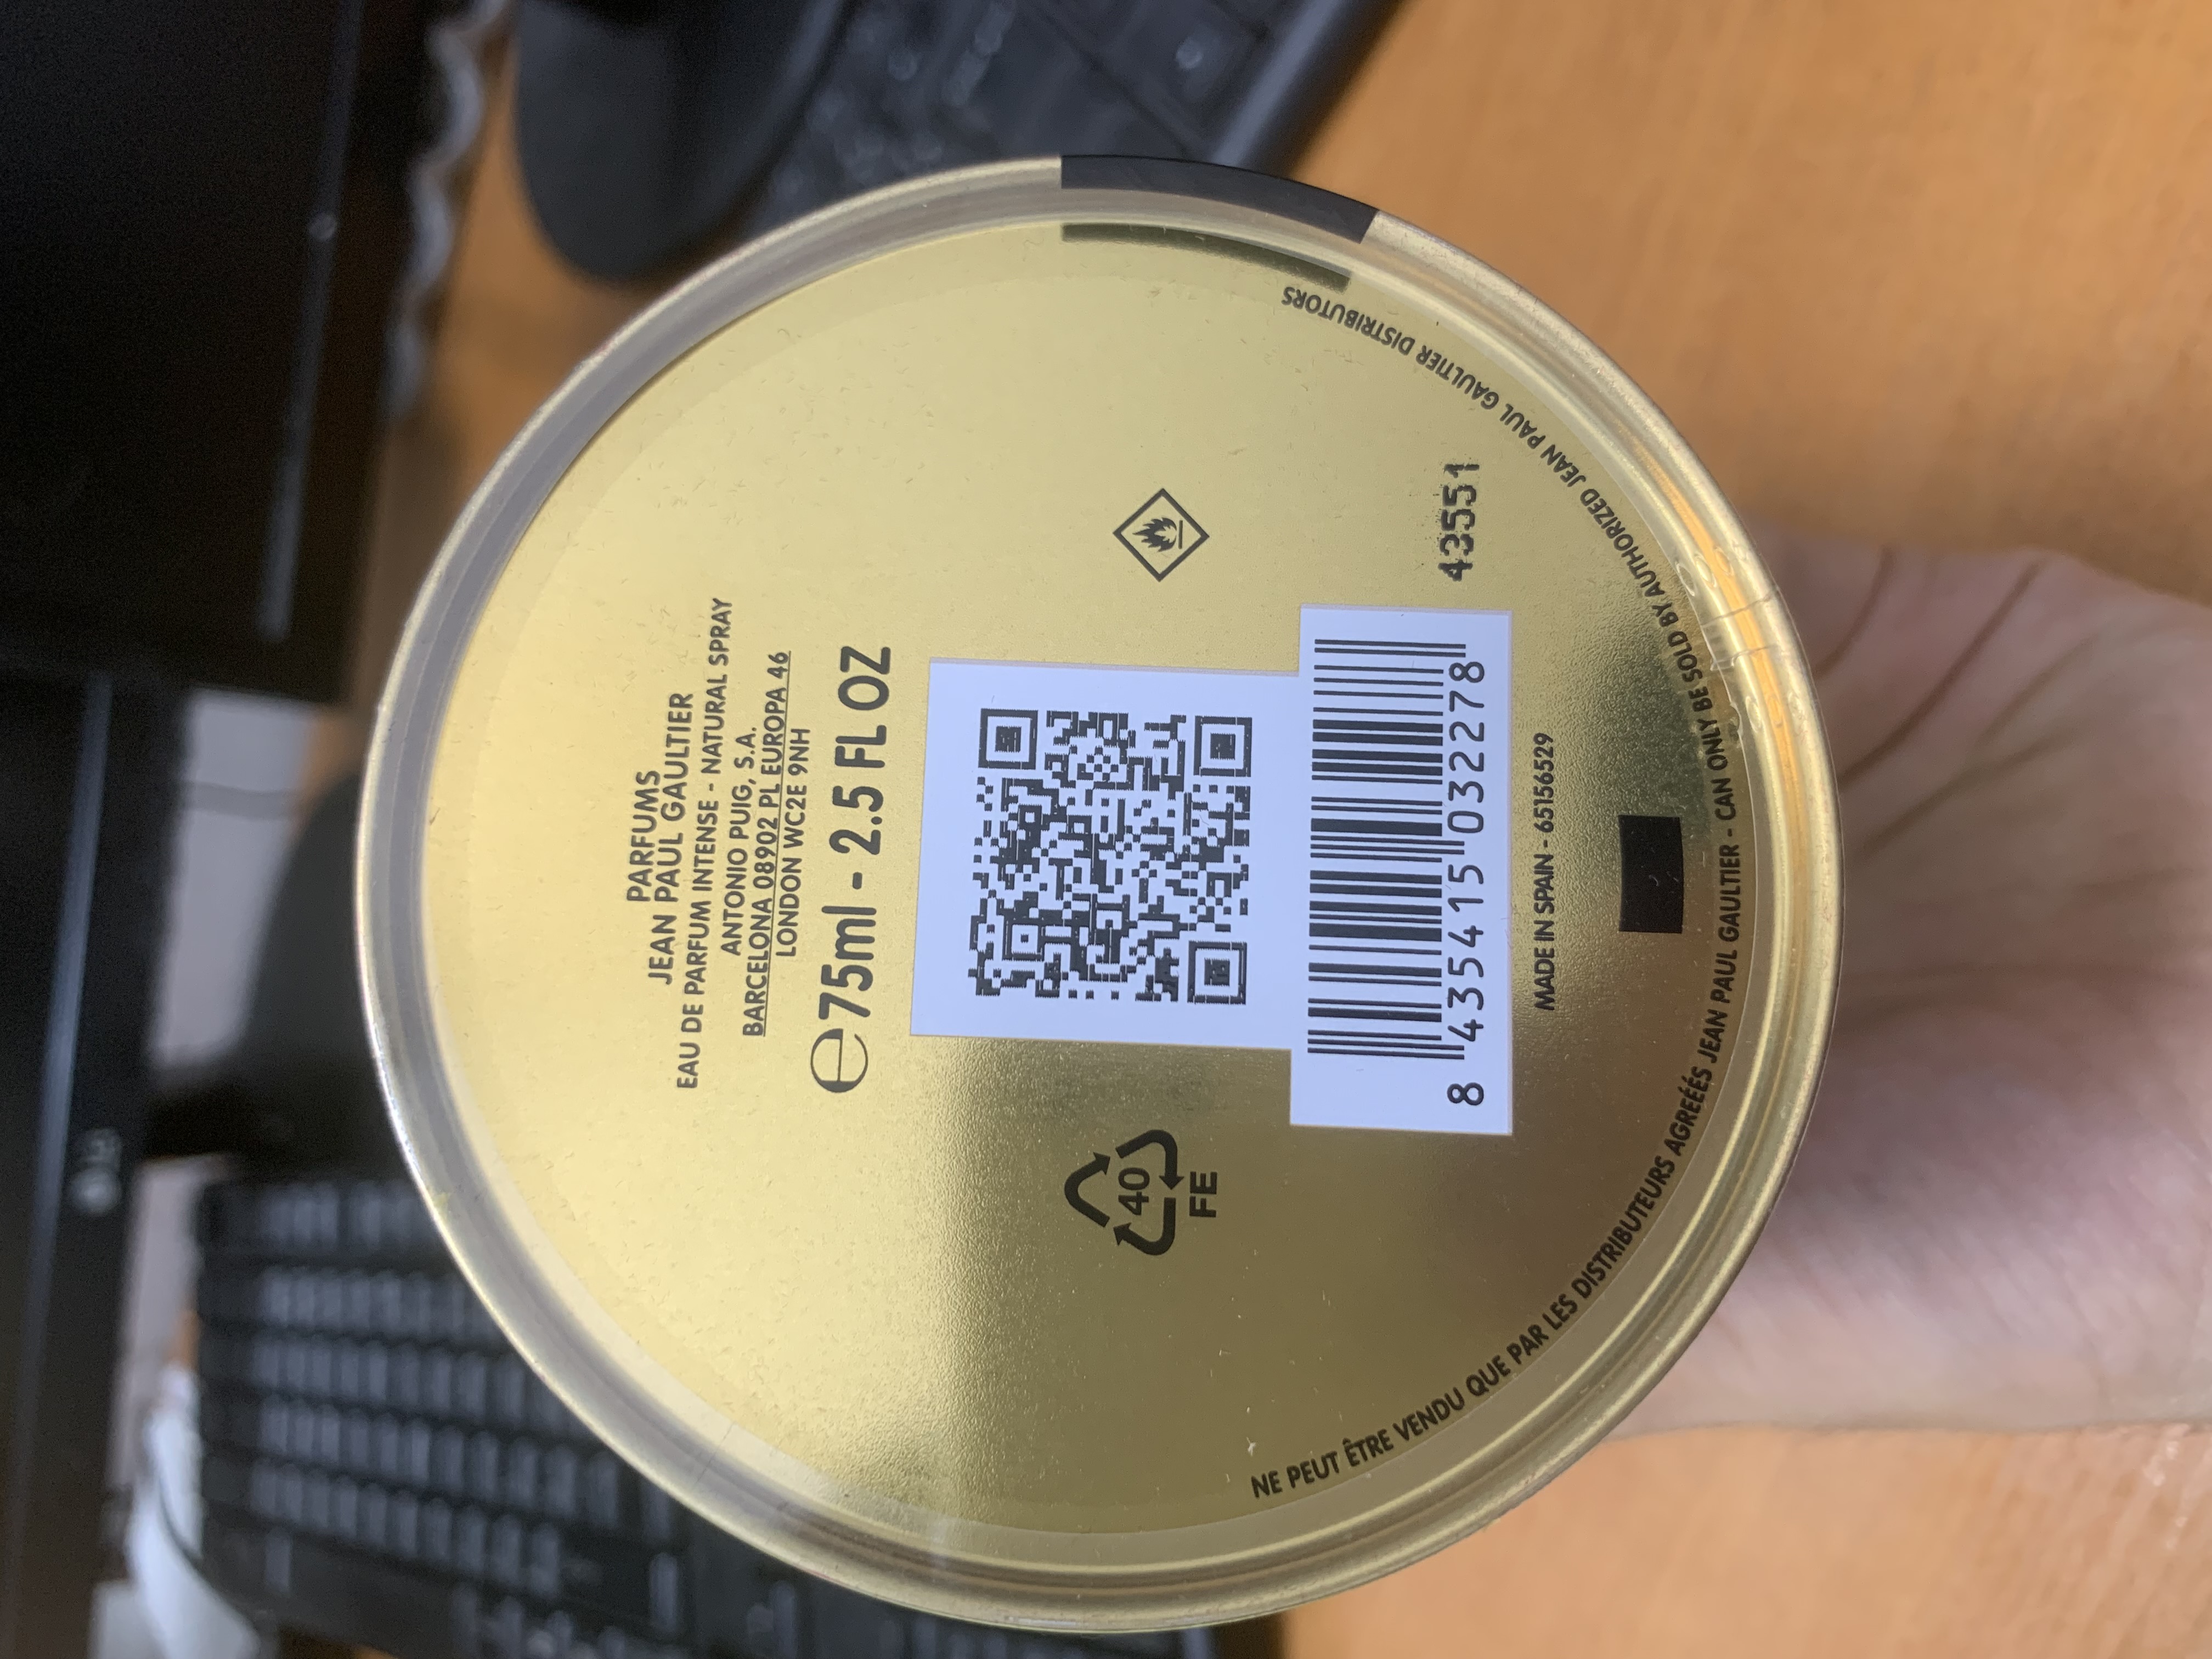 PARFUMS
JEAN PAUL GAULTIER
EAU DE PARFUM INTENSE - NATURAL SPRAY
ANTONIO PUIG, S.A.
BARCELONA 08902 PL EUROPA 46
LONDON WC2E 9NH
℮75ml - 2.5 FL OZ
40
FE
8 435415 032278
43551
MADE IN SPAIN - 65156529
NE PEUT ÊTRE VENDU QUE PAR LES DISTRIBUTEURS AGRÉÉS JEAN PAUL GAULTIER - CAN ONLY BE SOLD BY AUTHORIZED JEAN PAUL GAULTIER DISTRIBUTORS